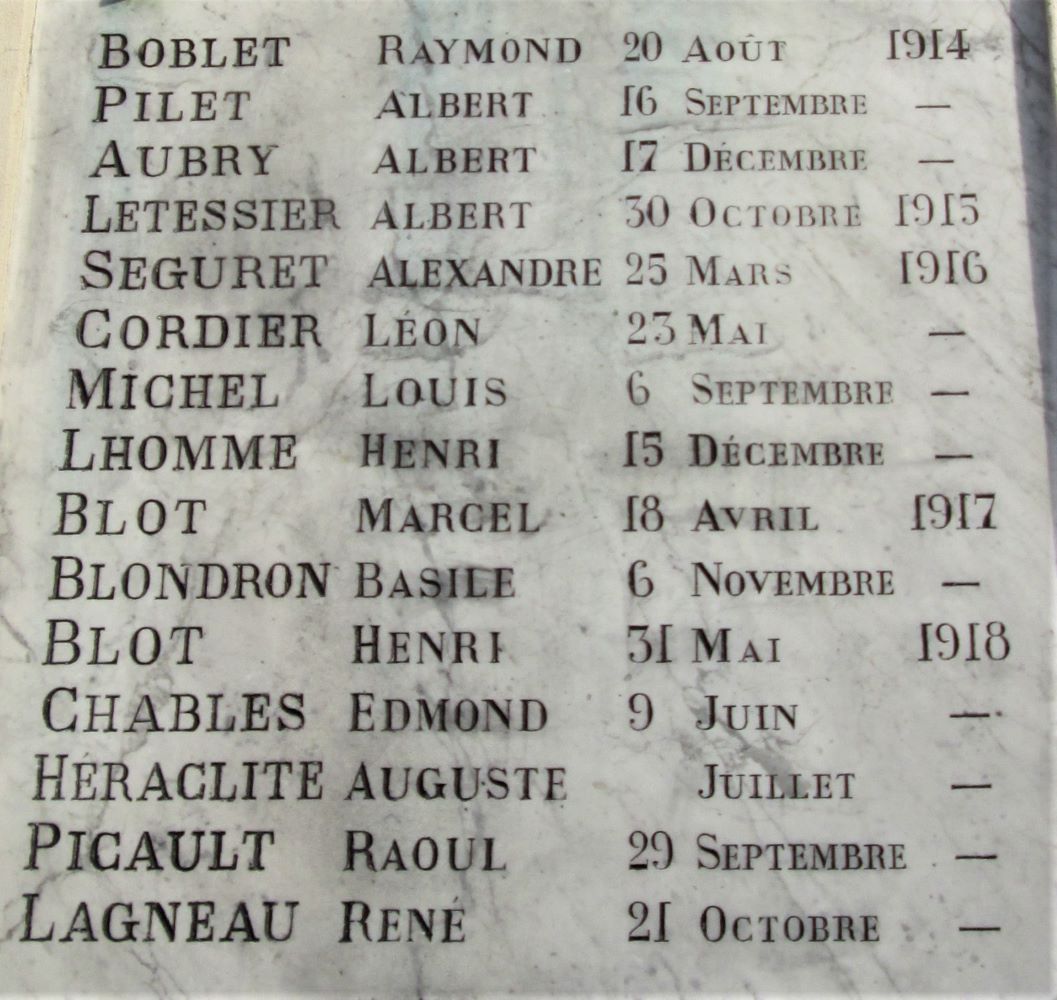 BOBLET RAYMOND 20 AOÛT 1914
PILET ALBERT 16 SEPTEMBRE —
AUBRY ALBERT 17 DÉCEMBRE —
LETESSIER ALBERT 30 OCTOBRE 1915
SEGURET ALEXANDRE 25 MARS 1916
CORDIER LÉON 23 MAI —
MICHEL LOUIS 6 SEPTEMBRE —
LHOMME HENRI 15 DÉCEMBRE —
BLOT MARCEL 18 AVRIL 1917
BLONDRON BASILE 6 NOVEMBRE —
BLOT HENRI 31 MAI 1918
CHABLES EDMOND 9 JUIN —
HÉRACLITE AUGUSTE JUILLET —
PICAULT RAOUL 29 SEPTEMBRE —
LAGNEAU RENÉ 21 OCTOBRE —